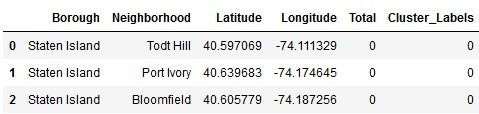 Borough Neighborhood Latitude Longitude Total Cluster_Labels
0 Staten Island Todt Hill 40.597069 -74.111329 0 0
1 Staten Island Port Ivory 40.639683 -74.174645 0 0
2 Staten Island Bloomfield 40.605779 -74.187256 0 0